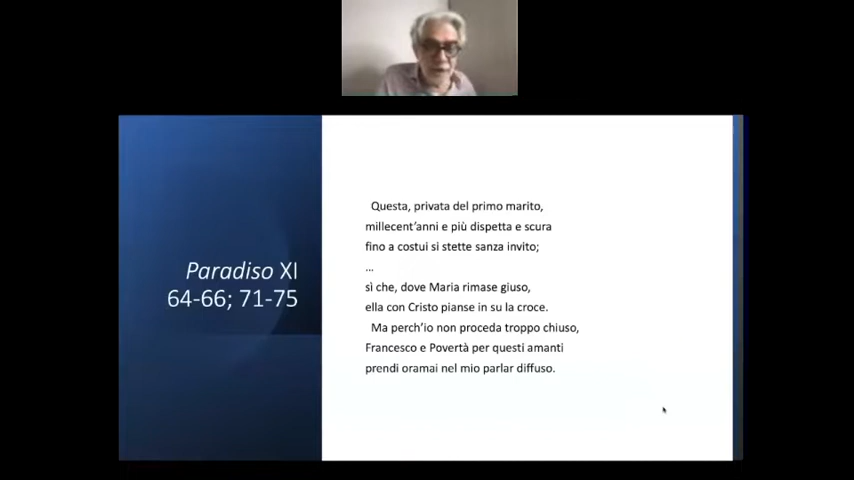 Paradiso XI
64-66; 71-75
Questa, privata del primo marito,
millecent'anni e più dispetta e scura
fino a costui si stette sanza invito;
...
sì che, dove Maria rimase giuso,
ella con Cristo pianse in su la croce.
Ma perch'io non proceda troppo chiuso,
Francesco e Povertà per questi amanti
prendi oramai nel mio parlar diffuso.